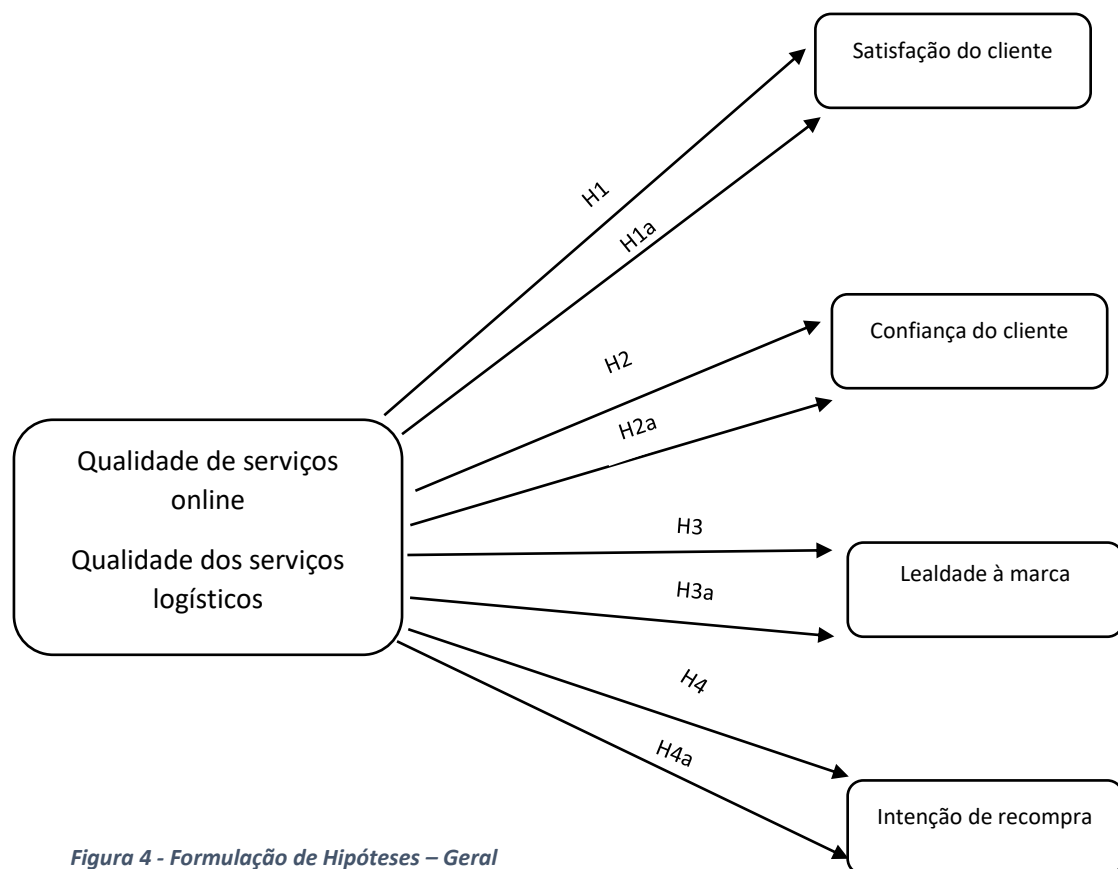 Satisfação do cliente
H1
H1a
Confiança do cliente
H2
H2a
Qualidade de serviços
online
Qualidade dos serviços
logísticos
H3
Lealdade à marca
H3a
H4
H4a
Intenção de recompra
Figura 4 - Formulação de Hipóteses – Geral